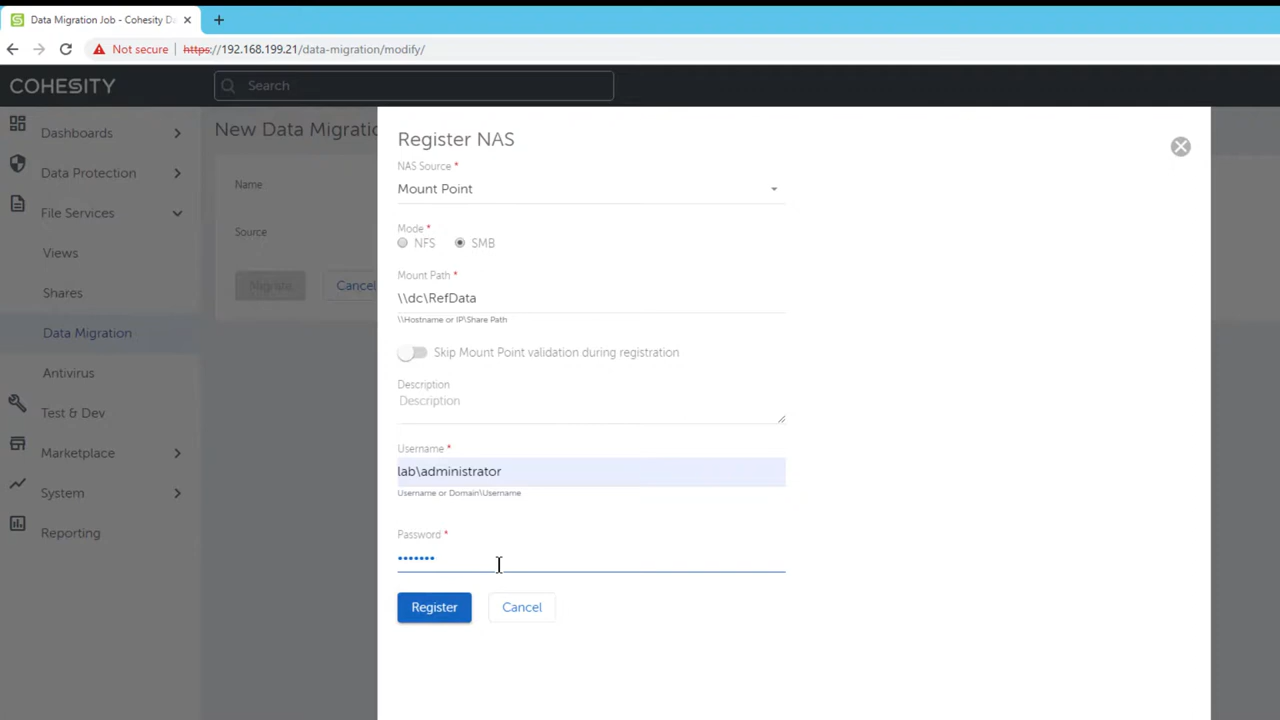 Data Migration Job - Cohesity Da
Not secure | https://192.168.199.21/data-migration/modify/
COHESITY
Search
Dashboards
Data Protection
File Services
Views
Shares
Data Migration
Antivirus
Test & Dev
Marketplace
System
Reporting
New Data Migratio
Name
Source
Migrate
Cancel
Register NAS
NAS Source *
Mount Point
Mode *
NFS
SMB
Mount Path *
\\dc\RefData
\\Hostname or IP\Share Path
Skip Mount Point validation during registration
Description
Description
Username *
lab\administrator
Username or Domain\Username
Password *
•••••••
Register
Cancel